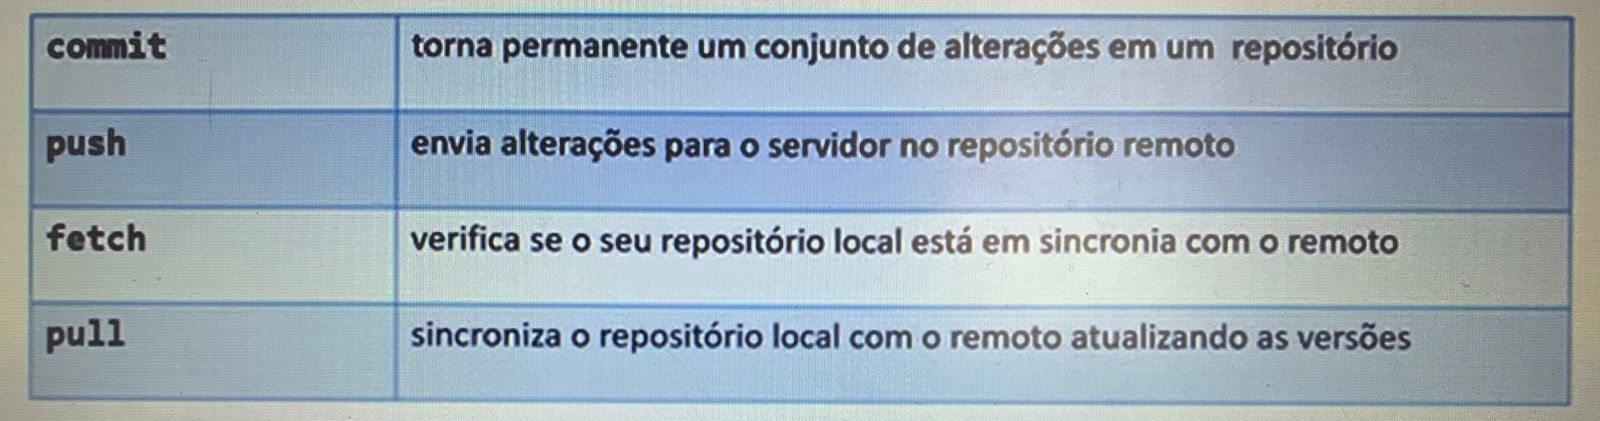 commit
torna permanente um conjunto de alterações em um repositório
push
envia alterações para o servidor no repositório remoto
fetch
verifica se o seu repositório local está em sincronia com o remoto
pull
sincroniza o repositório local com o remoto atualizando as versões